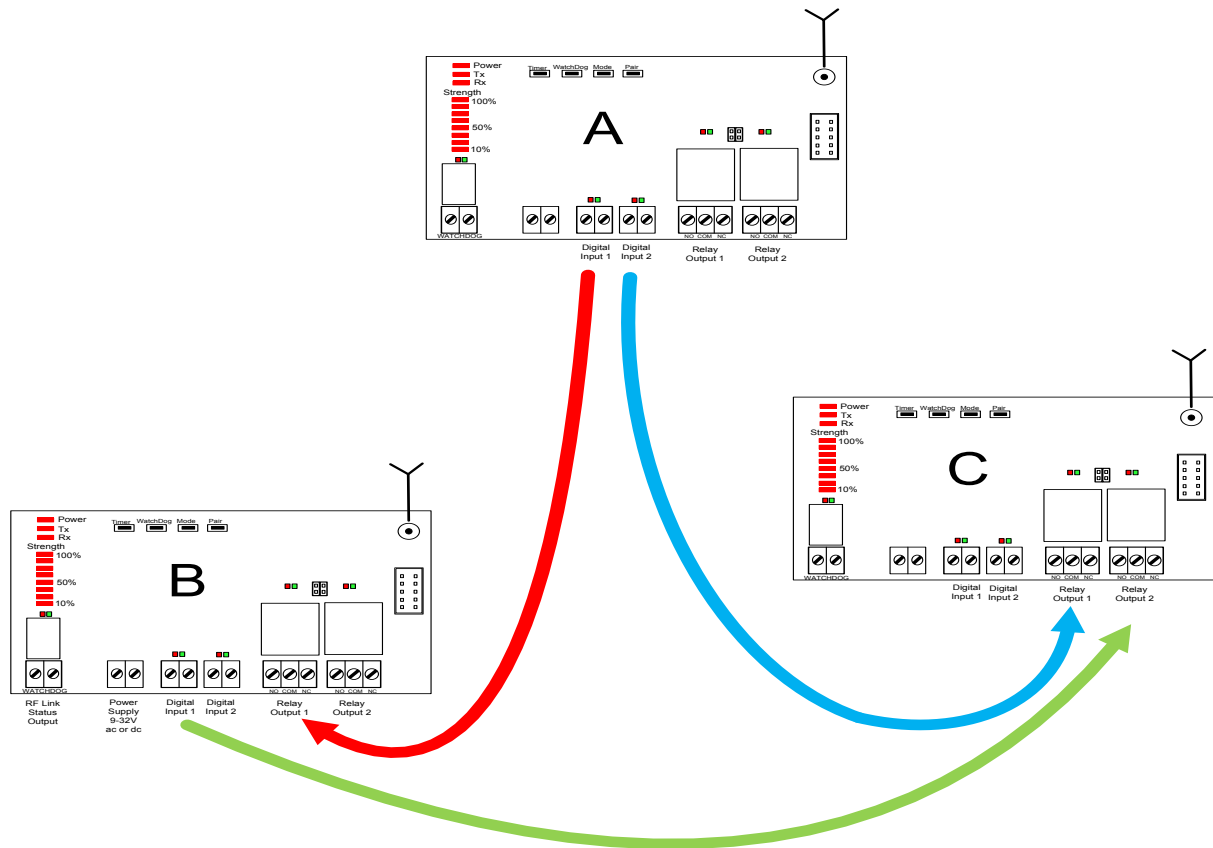 Power
Tx
Rx
Strength
100%
50%
10%
Timer WatchDog Mode Pair
A
WATCHDOG
NO COM NC
NO COM NC
Digital
Input 1
Digital
Input 2
Relay
Output 1
Relay
Output 2
Power
Tx
Rx
Strength
100%
50%
10%
Timer WatchDog Mode Pair
C
WATCHDOG
NO COM NC
NO COM NC
Digital
Input 1
Digital
Input 2
Relay
Output 1
Relay
Output 2
Power
Tx
Rx
Strength
100%
50%
10%
Timer WatchDog Mode Pair
B
WATCHDOG
NO COM NC
NO COM NC
RF Link
Status
Output
Power
Supply
9-32V
ac or dc
Digital
Input 1
Digital
Input 2
Relay
Output 1
Relay
Output 2